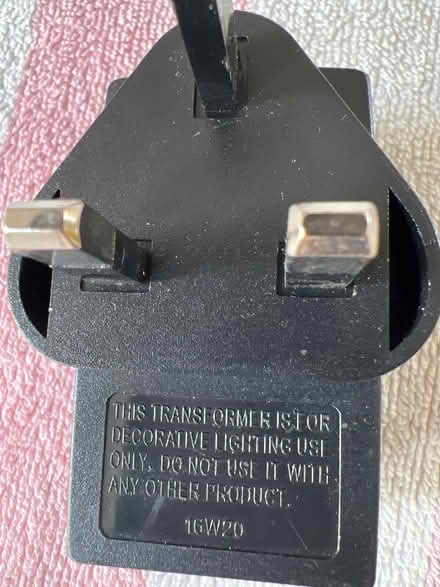 THIS TRANSFORMER IS FOR
DECORATIVE LIGHTING USE
ONLY. DO NOT USE IT WITH
ANY OTHER PRODUCT.
16W20